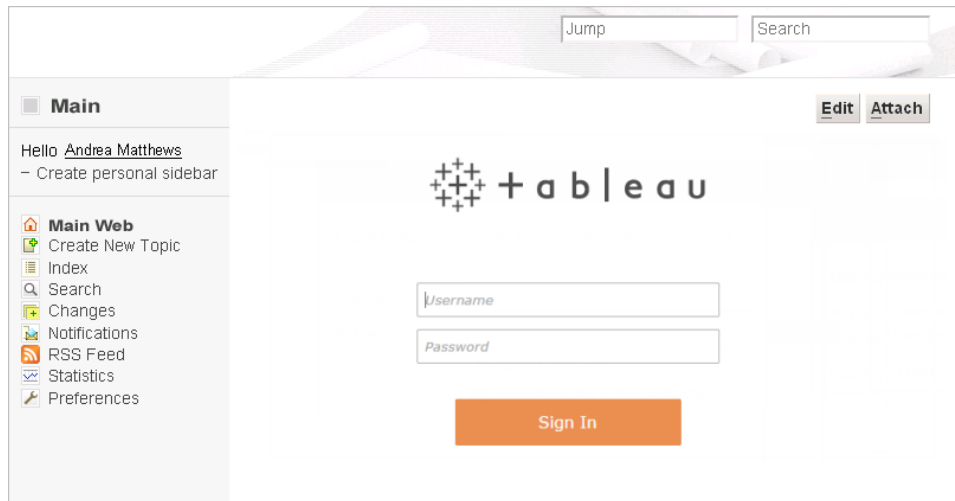 Jump Search
Main
Edit Attach
Hello Andrea Matthews
– Create personal sidebar
+ableau
Main Web
Create New Topic
Index
Search
Changes
Notifications
RSS Feed
Statistics
Preferences
Username
Password
Sign In